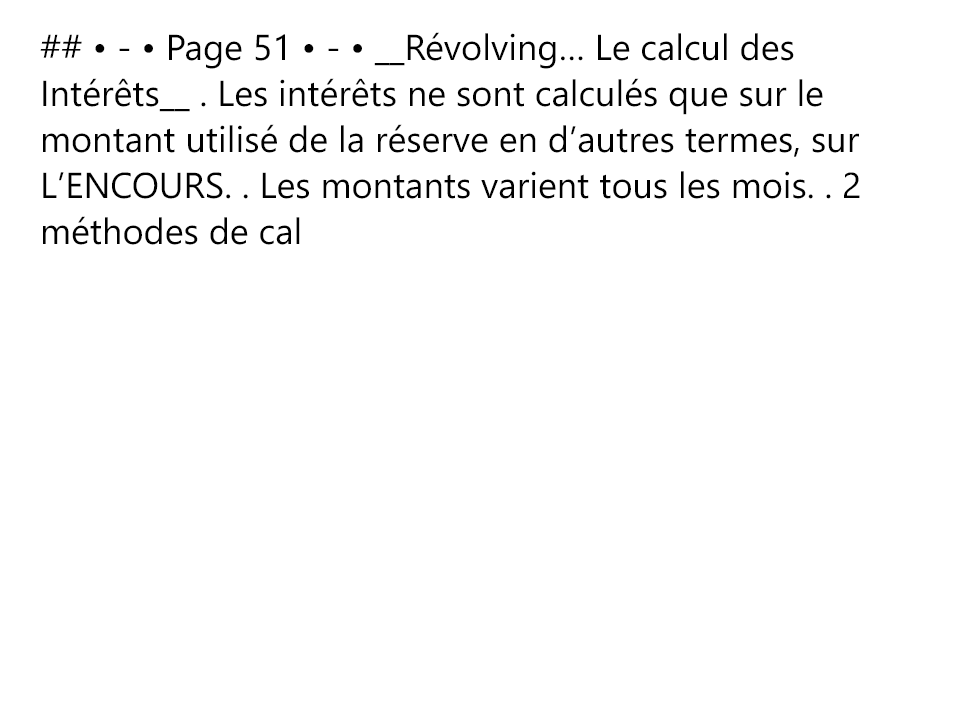 ## • - • Page 51 • - • __Révolving… Le calcul des
Intérêts__ . Les intérêts ne sont calculés que sur le
montant utilisé de la réserve en d’autres termes, sur
L’ENCOURS. . Les montants varient tous les mois. . 2
méthodes de cal